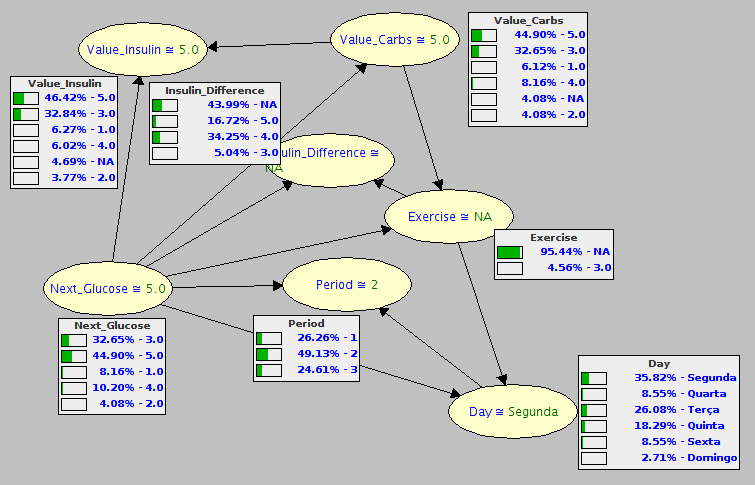 Value_Insulin ≅ 5.0
Value_Carbs ≅ 5.0
Value_Carbs
44.90% - 5.0
32.65% - 3.0
6.12% - 1.0
8.16% - 4.0
4.08% - NA
4.08% - 2.0
Value_Insulin
46.42% - 5.0
32.84% - 3.0
6.27% - 1.0
6.02% - 4.0
4.69% - NA
3.77% - 2.0
Insulin_Difference
43.99% - NA
16.72% - 5.0
34.25% - 4.0
5.04% - 3.0
ulin_Difference ≅
NA
Exercise ≅ NA
Exercise
95.44% - NA
4.56% - 3.0
Next_Glucose ≅ 5.0
Period ≅ 2
Next_Glucose
32.65% - 3.0
44.90% - 5.0
8.16% - 1.0
10.20% - 4.0
4.08% - 2.0
Period
26.26% - 1
49.13% - 2
24.61% - 3
Day ≅ Segunda
Day
35.82% - Segunda
8.55% - Quarta
26.08% - Terça
18.29% - Quinta
8.55% - Sexta
2.71% - Domingo